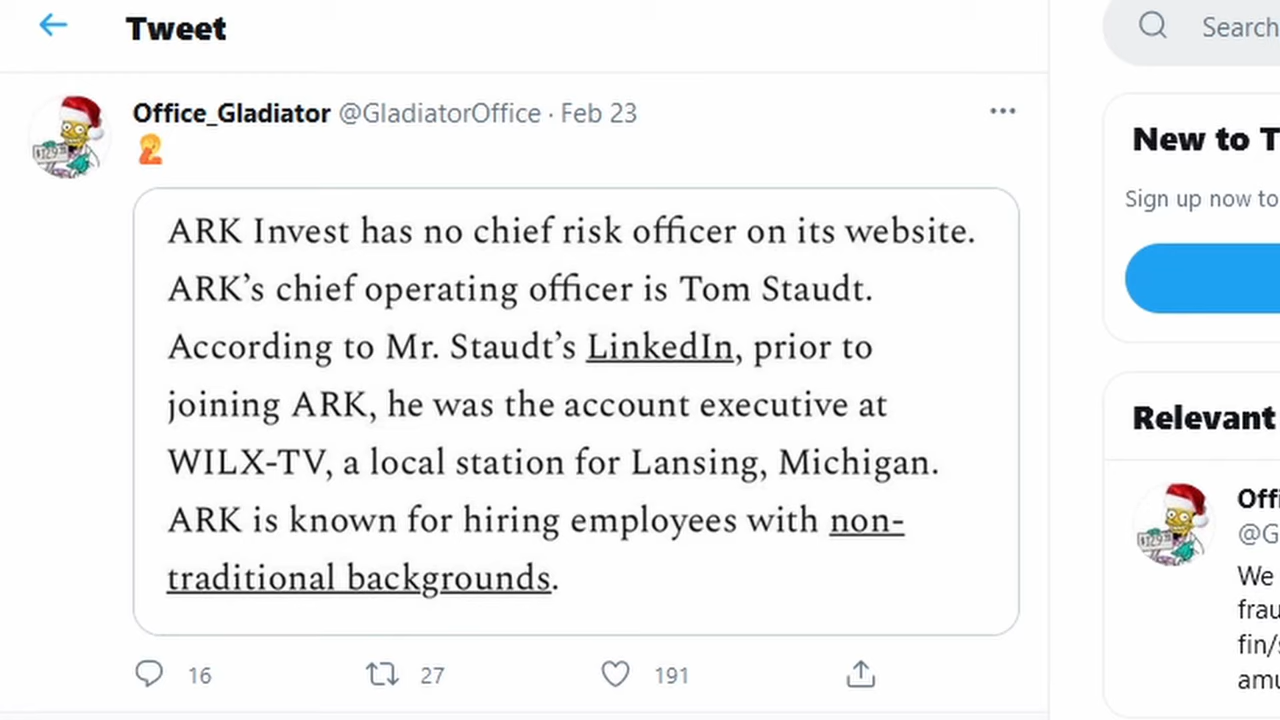 Tweet
Search
Office_Gladiator @GladiatorOffice · Feb 23
ARK Invest has no chief risk officer on its website.
ARK’s chief operating officer is Tom Staudt.
According to Mr. Staudt’s LinkedIn, prior to
joining ARK, he was the account executive at
WILX-TV, a local station for Lansing, Michigan.
ARK is known for hiring employees with non-
traditional backgrounds.
16 27 191
New to T
Sign up now to
Relevant
Offi
@G
We
frau
fin/s
amu